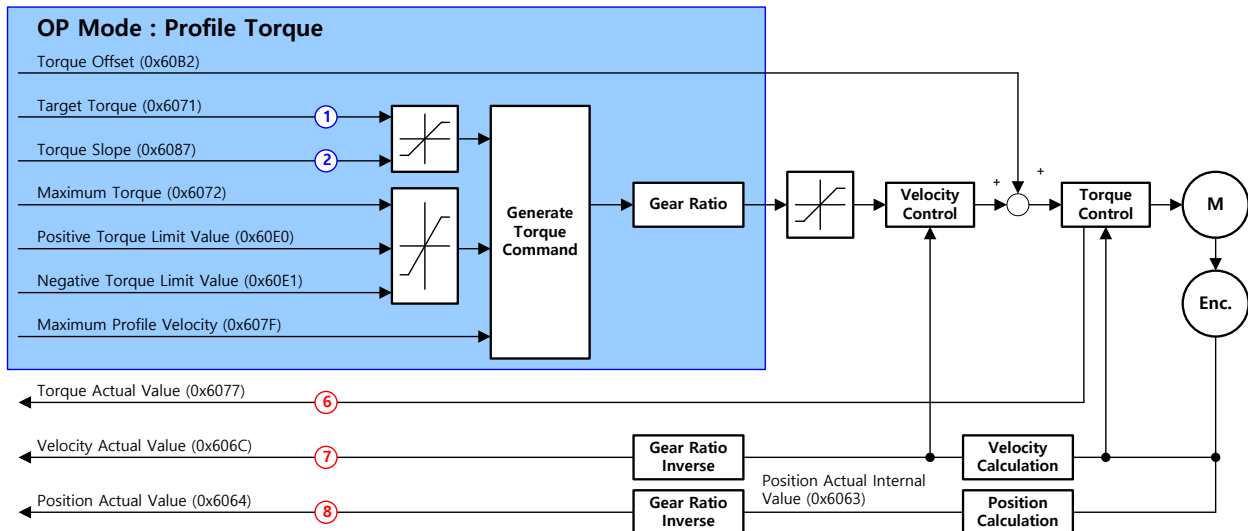 OP Mode : Profile Torque
Torque Offset (0x60B2)
Target Torque (0x6071)
1
Torque Slope (0x6087)
2
Maximum Torque (0x6072)
Positive Torque Limit Value (0x60E0)
Negative Torque Limit Value (0x60E1)
Maximum Profile Velocity (0x607F)
Generate
Torque
Command
Gear Ratio
Velocity
Control
+
+
Torque
Control
M
Enc.
Torque Actual Value (0x6077)
6
Velocity Actual Value (0x606C)
7
Gear Ratio
Inverse
Velocity
Calculation
Position Actual Internal
Value (0x6063)
Position Actual Value (0x6064)
8
Gear Ratio
Inverse
Position
Calculation